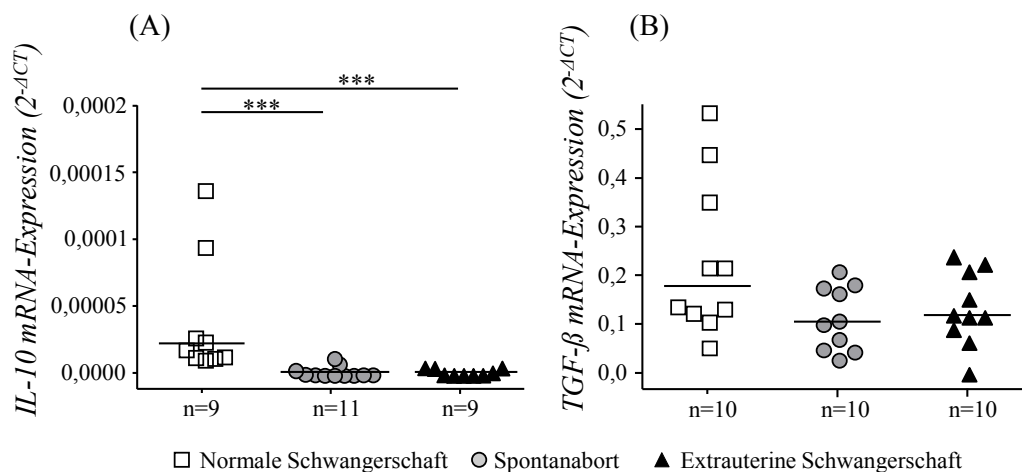 (A)
IL-10 mRNA-Expression (2^-ΔCT)
***
***
0,0002
0,00015
0,0001
0,00005
0,0000
n=9 n=11 n=9
(B)
TGF-β mRNA-Expression (2^-ΔCT)
0,5
0,4
0,3
0,2
0,1
0,0
n=10 n=10 n=10
Normale Schwangerschaft Spontanabort Extrauterine Schwangerschaft